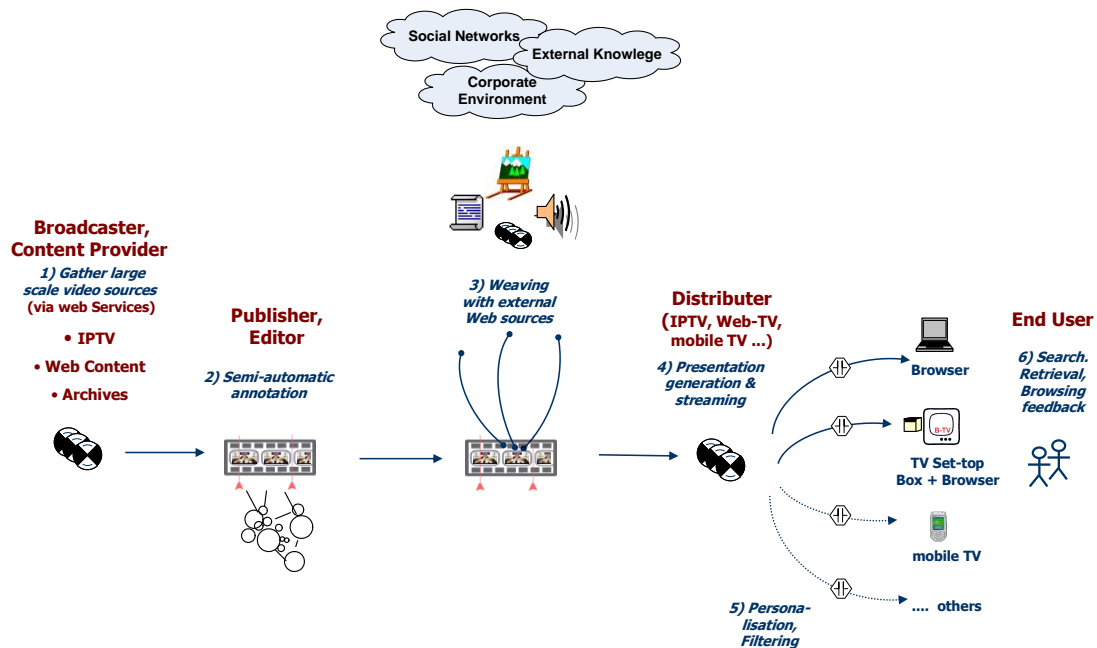 Social Networks
External Knowlege
Corporate
Environment
Broadcaster,
Content Provider
1) Gather large
scale video sources
(via web Services)
• IPTV
• Web Content
• Archives
Publisher,
Editor
2) Semi-automatic
annotation
3) Weaving
with external
Web sources
Distributer
(IPTV, Web-TV,
mobile TV ...)
4) Presentation
generation &
streaming
5) Persona-
lisation,
Filtering
Browser
B-TV
TV Set-top
Box + Browser
mobile TV
.... others
End User
6) Search.
Retrieval,
Browsing
feedback